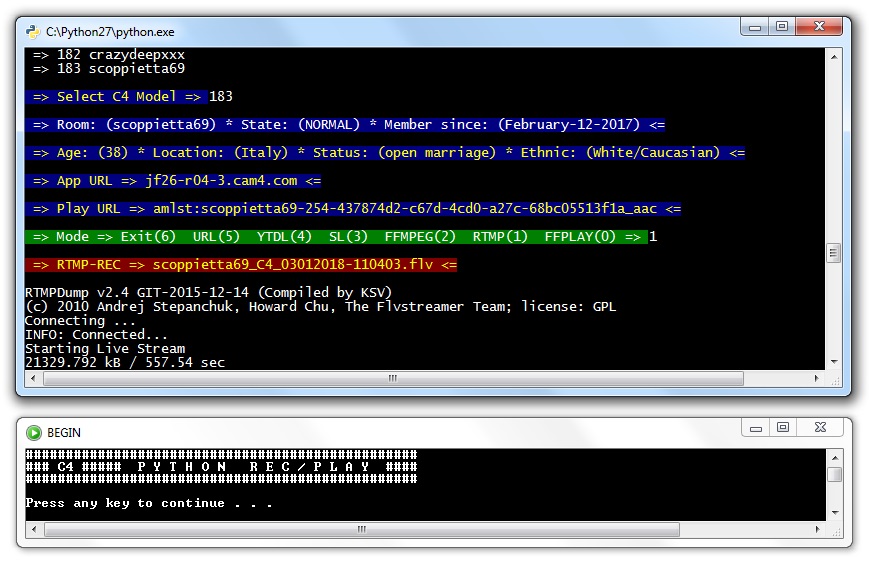 C:\Python27\python.exe
=> 182 crazydeepxxx
=> 183 scoppietta69
=> Select C4 Model => 183
=> Room: (scoppietta69) * State: (NORMAL) * Member since: (February-12-2017) <=
=> Age: (38) * Location: (Italy) * Status: (open marriage) * Ethnic: (White/Caucasian) <=
=> App URL => jf26-r04-3.cam4.com <=
=> Play URL => amlst:scoppietta69-254-437874d2-c67d-4cd0-a27c-68bc05513f1a_aac <=
=> Mode => Exit(6)  URL(5)  YTDL(4)  SL(3)  FFMPEG(2)  RTMP(1)  FFPLAY(0) => 1
=> RTMP-REC => scoppietta69_C4_03012018-110403.flv <=
RTMPDump v2.4 GIT-2015-12-14 (Compiled by KSV)
(c) 2010 Andrej Stepanchuk, Howard Chu, The Flvstreamer Team; license: GPL
Connecting ...
INFO: Connected...
Starting Live Stream
21329.792 kB / 557.54 sec
BEGIN
#################################################
### C4 #####  P Y T H O N   R E C / P L A Y  ####
#################################################
Press any key to continue . . .